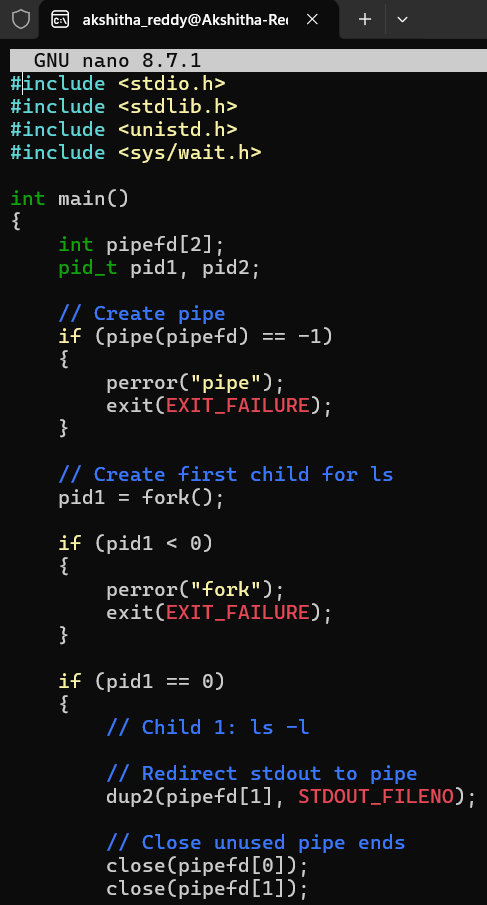 akshitha_reddy@Akshitha-Re
GNU nano 8.7.1
#include <stdio.h>
#include <stdlib.h>
#include <unistd.h>
#include <sys/wait.h>
int main()
{
    int pipefd[2];
    pid_t pid1, pid2;
    // Create pipe
    if (pipe(pipefd) == -1)
    {
        perror("pipe");
        exit(EXIT_FAILURE);
    }
    // Create first child for ls
    pid1 = fork();
    if (pid1 < 0)
    {
        perror("fork");
        exit(EXIT_FAILURE);
    }
    if (pid1 == 0)
    {
        // Child 1: ls -l
        // Redirect stdout to pipe
        dup2(pipefd[1], STDOUT_FILENO);
        // Close unused pipe ends
        close(pipefd[0]);
        close(pipefd[1]);